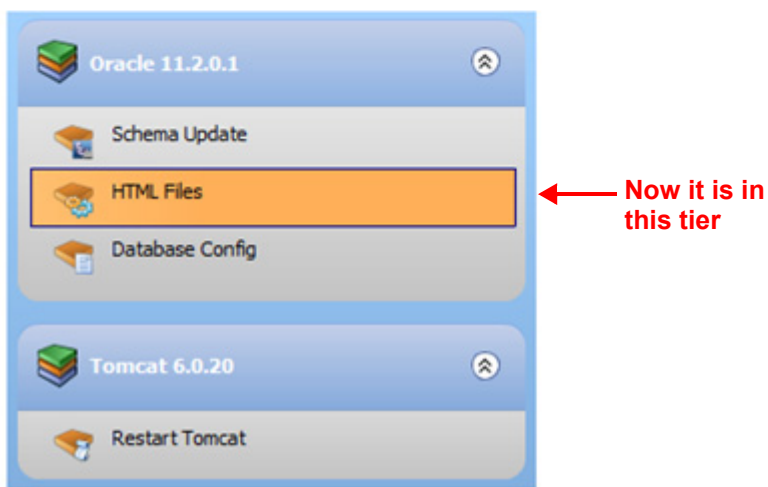 Oracle 11.2.0.1
Schema Update
HTML Files
Now it is in
this tier
Database Config
Tomcat 6.0.20
Restart Tomcat